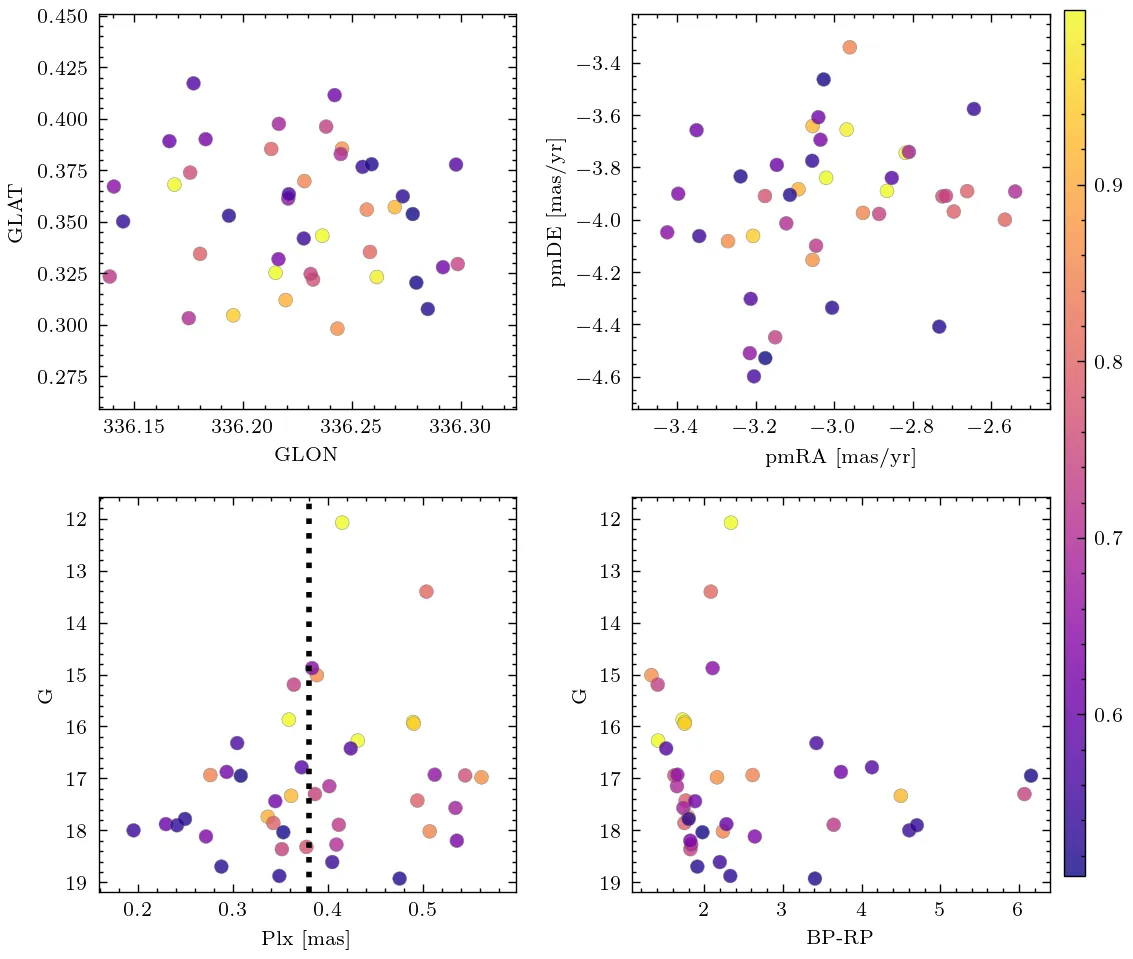 0.450
0.425
0.400
0.375
0.350
0.325
0.300
0.275
GLAT
336.15 336.20 336.25 336.30
GLON
−3.4
−3.6
−3.8
−4.0
−4.2
−4.4
−4.6
pmDE [mas/yr]
−3.4 −3.2 −3.0 −2.8 −2.6
pmRA [mas/yr]
12
13
14
15
16
17
18
19
G
0.2 0.3 0.4 0.5
Plx [mas]
12
13
14
15
16
17
18
19
G
2 3 4 5 6
BP-RP
0.9
0.8
0.7
0.6